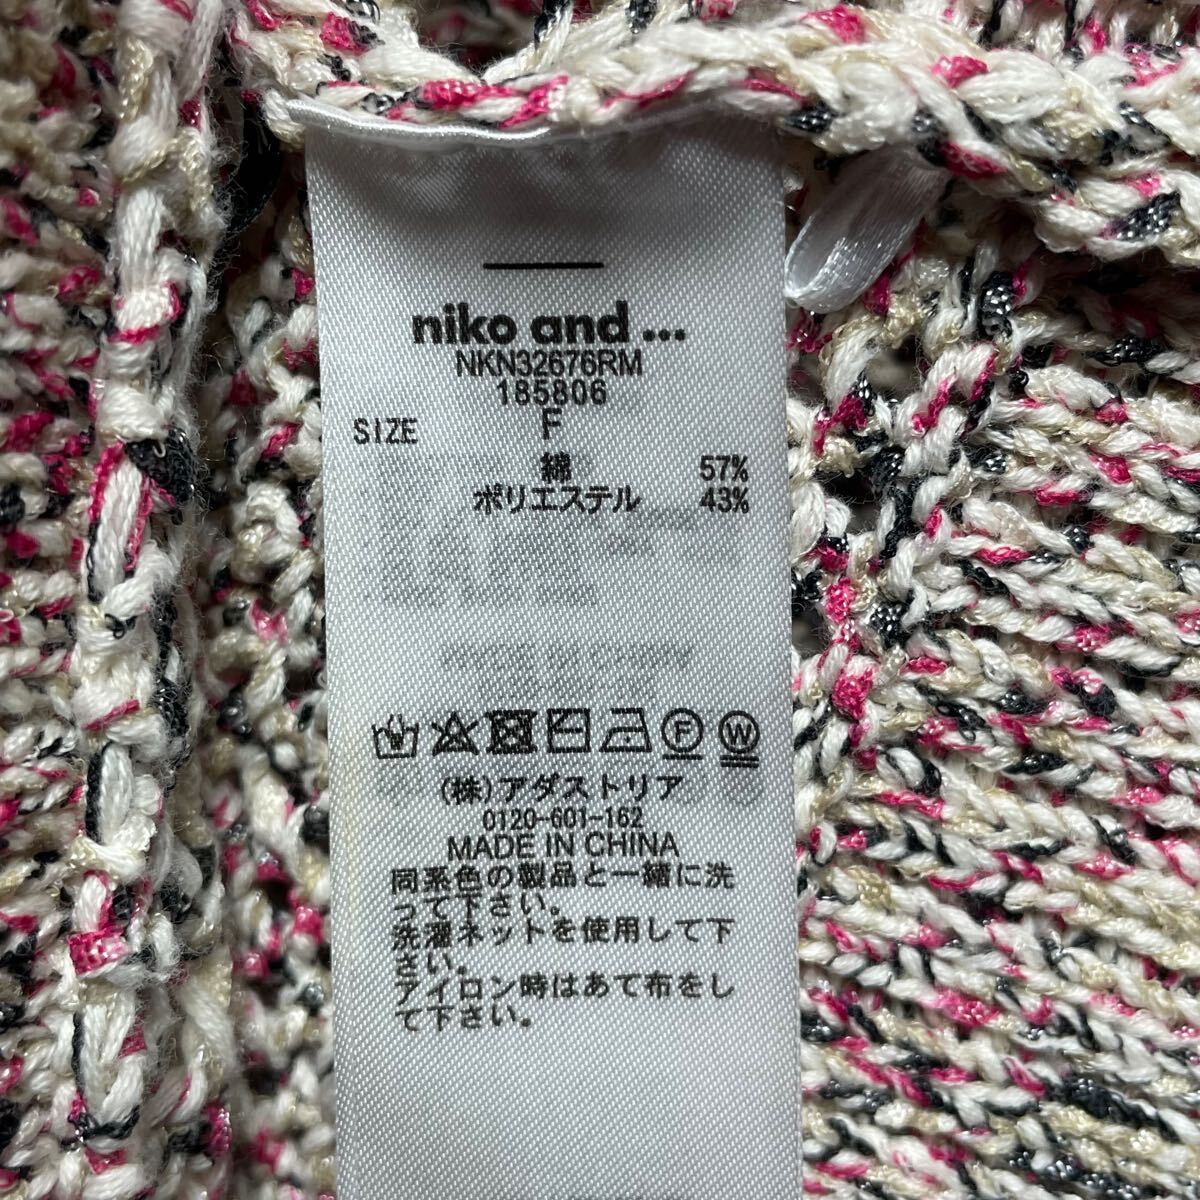 niko and ...
NKN32676RM
185806
SIZE F
綿 57%
ポリエステル 43%
(株)アダストリア
0120-601-162
MADE IN CHINA
同系色の製品と一緒に洗
って下さい。
洗濯ネットを使用して下
さい。
アイロン時はあて布をし
て下さい。